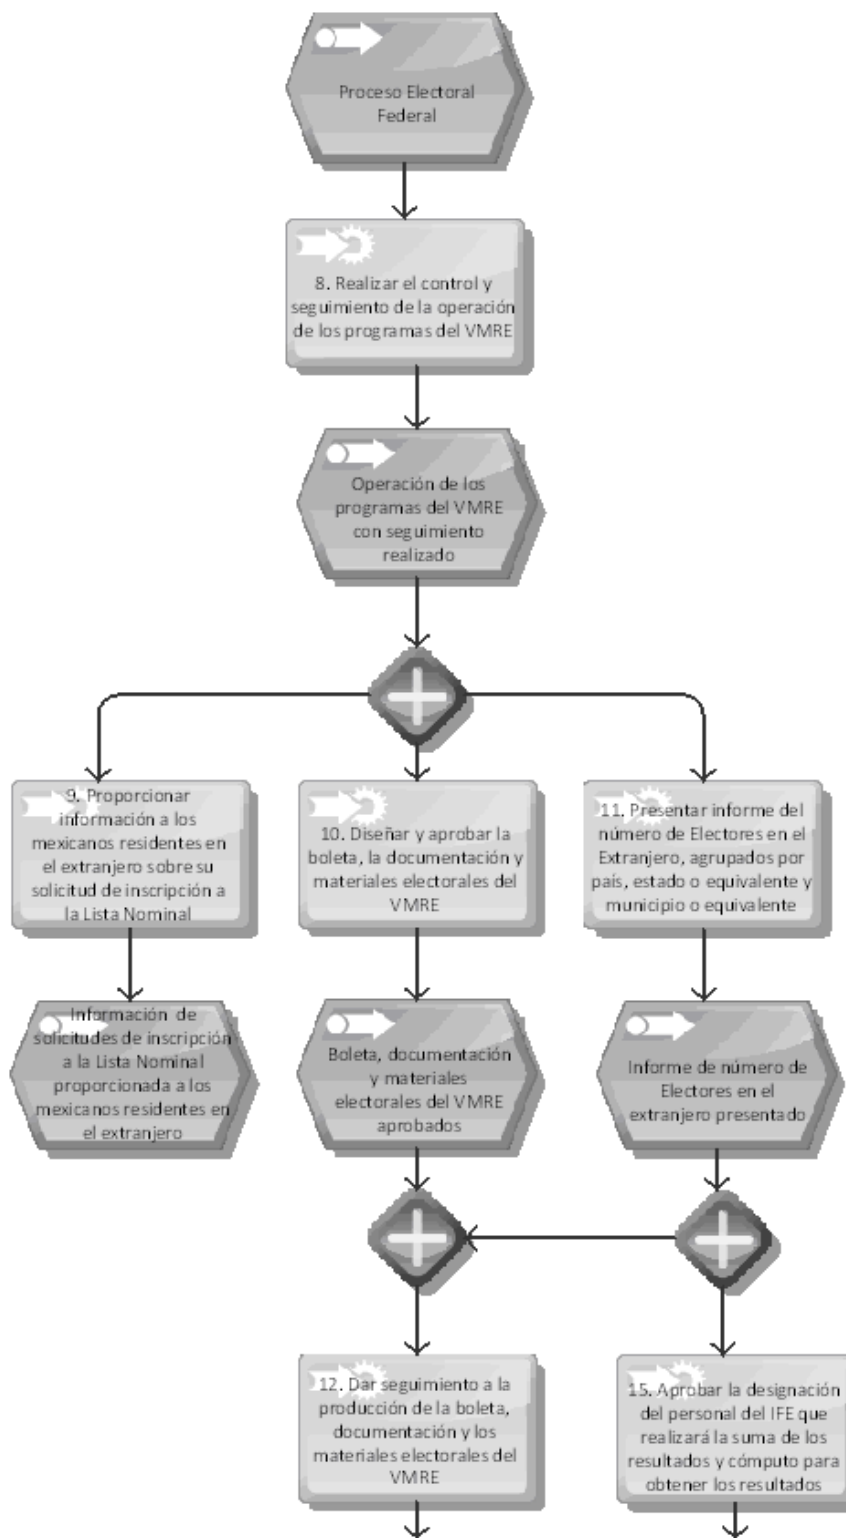 Proceso Electoral
Federal
8. Realizar el control y
seguimiento de la operación
de los programas del VMRE
Operación de los
programas del VMRE
con seguimiento
realizado
9. Proporcionar
información a los
mexicanos residentes en
el extranjero sobre su
solicitud de inscripción a
la Lista Nominal
10. Diseñar y aprobar la
boleta, la documentación y
materiales electorales del
VMRE
11. Presentar informe del
número de Electores en el
Extranjero, agrupados por
país, estado o equivalente y
municipio o equivalente
Información de
solicitudes de inscripción
a la Lista Nominal
proporcionada a los
mexicanos residentes en
el extranjero
Boleta, documentación
y materiales
electorales del VMRE
aprobados
Informe de número de
Electores en el
extranjero presentado
12. Dar seguimiento a la
producción de la boleta,
documentación y los
materiales electorales del
VMRE
15. Aprobar la designación
del personal del IFE que
realizará la suma de los
resultados y cómputo para
obtener los resultados